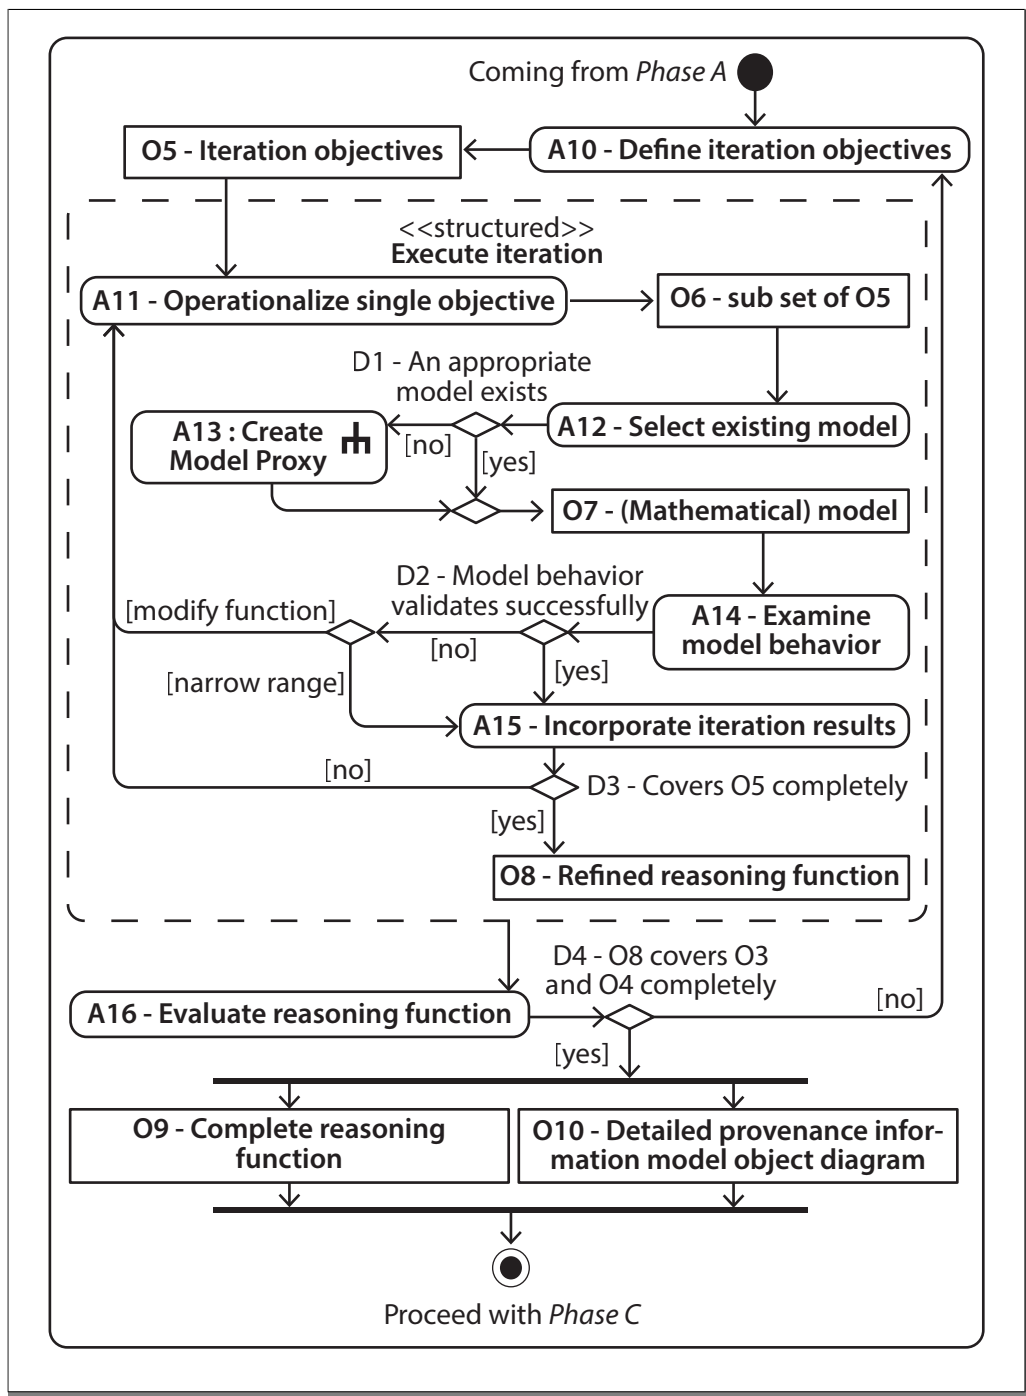 Coming from Phase A
O5 - Iteration objectives
A10 - Define iteration objectives
<<structured>>
Execute iteration
A11 - Operationalize single objective
O6 - sub set of O5
D1 - An appropriate
model exists
A12 - Select existing model
A13 : Create
Model Proxy
[no]
[yes]
O7 - (Mathematical) model
D2 - Model behavior
validates successfully
[modify function]
A14 - Examine
model behavior
[no]
[yes]
[narrow range]
A15 - Incorporate iteration results
[no]
D3 - Covers O5 completely
[yes]
O8 - Refined reasoning function
D4 - O8 covers O3
and O4 completely
A16 - Evaluate reasoning function
[no]
[yes]
O9 - Complete reasoning
function
O10 - Detailed provenance infor-
mation model object diagram
Proceed with Phase C